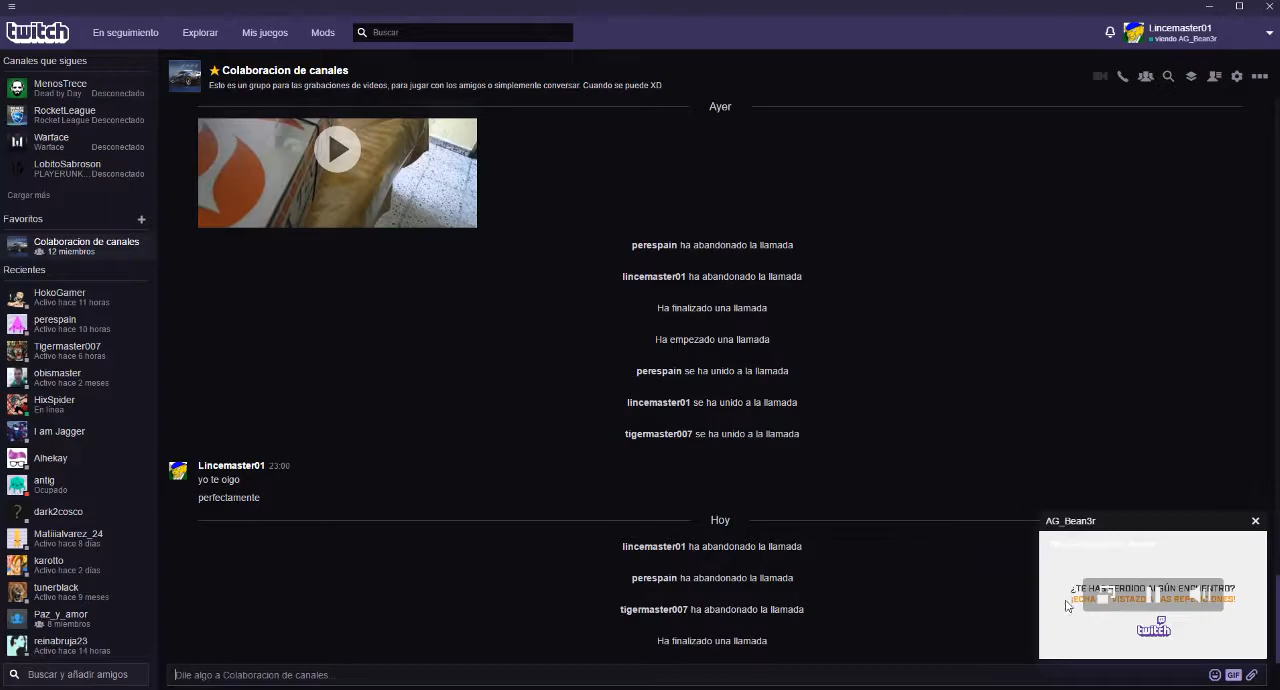 twitch
En seguimiento
Explorar
Mis juegos
Mods
Buscar
Lincemaster01
viendo AG_Bean3r
Canales que sigues
MenosTrece
Dead by Day Desconectado
RocketLeague
Rocket League Desconectado
Warface
Warface Desconectado
LobitoSabroson
PLAYERUNK... Desconectado
Cargar más
Favoritos
Colaboracion de canales
12 miembros
Recientes
HokoGamer
Activo hace 11 horas
perespain
Activo hace 10 horas
Tigermaster007
Activo hace 6 horas
obismaster
Activo hace 2 meses
HixSpider
En línea
I am Jagger
Alhekay
antig
Ocupado
dark2cosco
Matiiialvarez_24
Activo hace 8 días
karotto
Activo hace 2 días
tunerblack
Activo hace 9 meses
Paz_y_amor
8 miembros
reinabruja23
Activo hace 14 horas
Buscar y añadir amigos
Colaboracion de canales
Esto es un grupo para las grabaciones de videos, para jugar con los amigos o simplemente conversar. Cuando se puede XD
Ayer
perespain ha abandonado la llamada
lincemaster01 ha abandonado la llamada
Ha finalizado una llamada
Ha empezado una llamada
perespain se ha unido a la llamada
lincemaster01 se ha unido a la llamada
tigermaster007 se ha unido a la llamada
Lincemaster01 23:00
yo te oigo
perfectamente
Hoy
lincemaster01 ha abandonado la llamada
perespain ha abandonado la llamada
tigermaster007 ha abandonado la llamada
Ha finalizado una llamada
AG_Bean3r
¿TE HAS PERDIDO ALGÚN ENCUENTRO?
twitch
Dile algo a Colaboracion de canales...
GIF